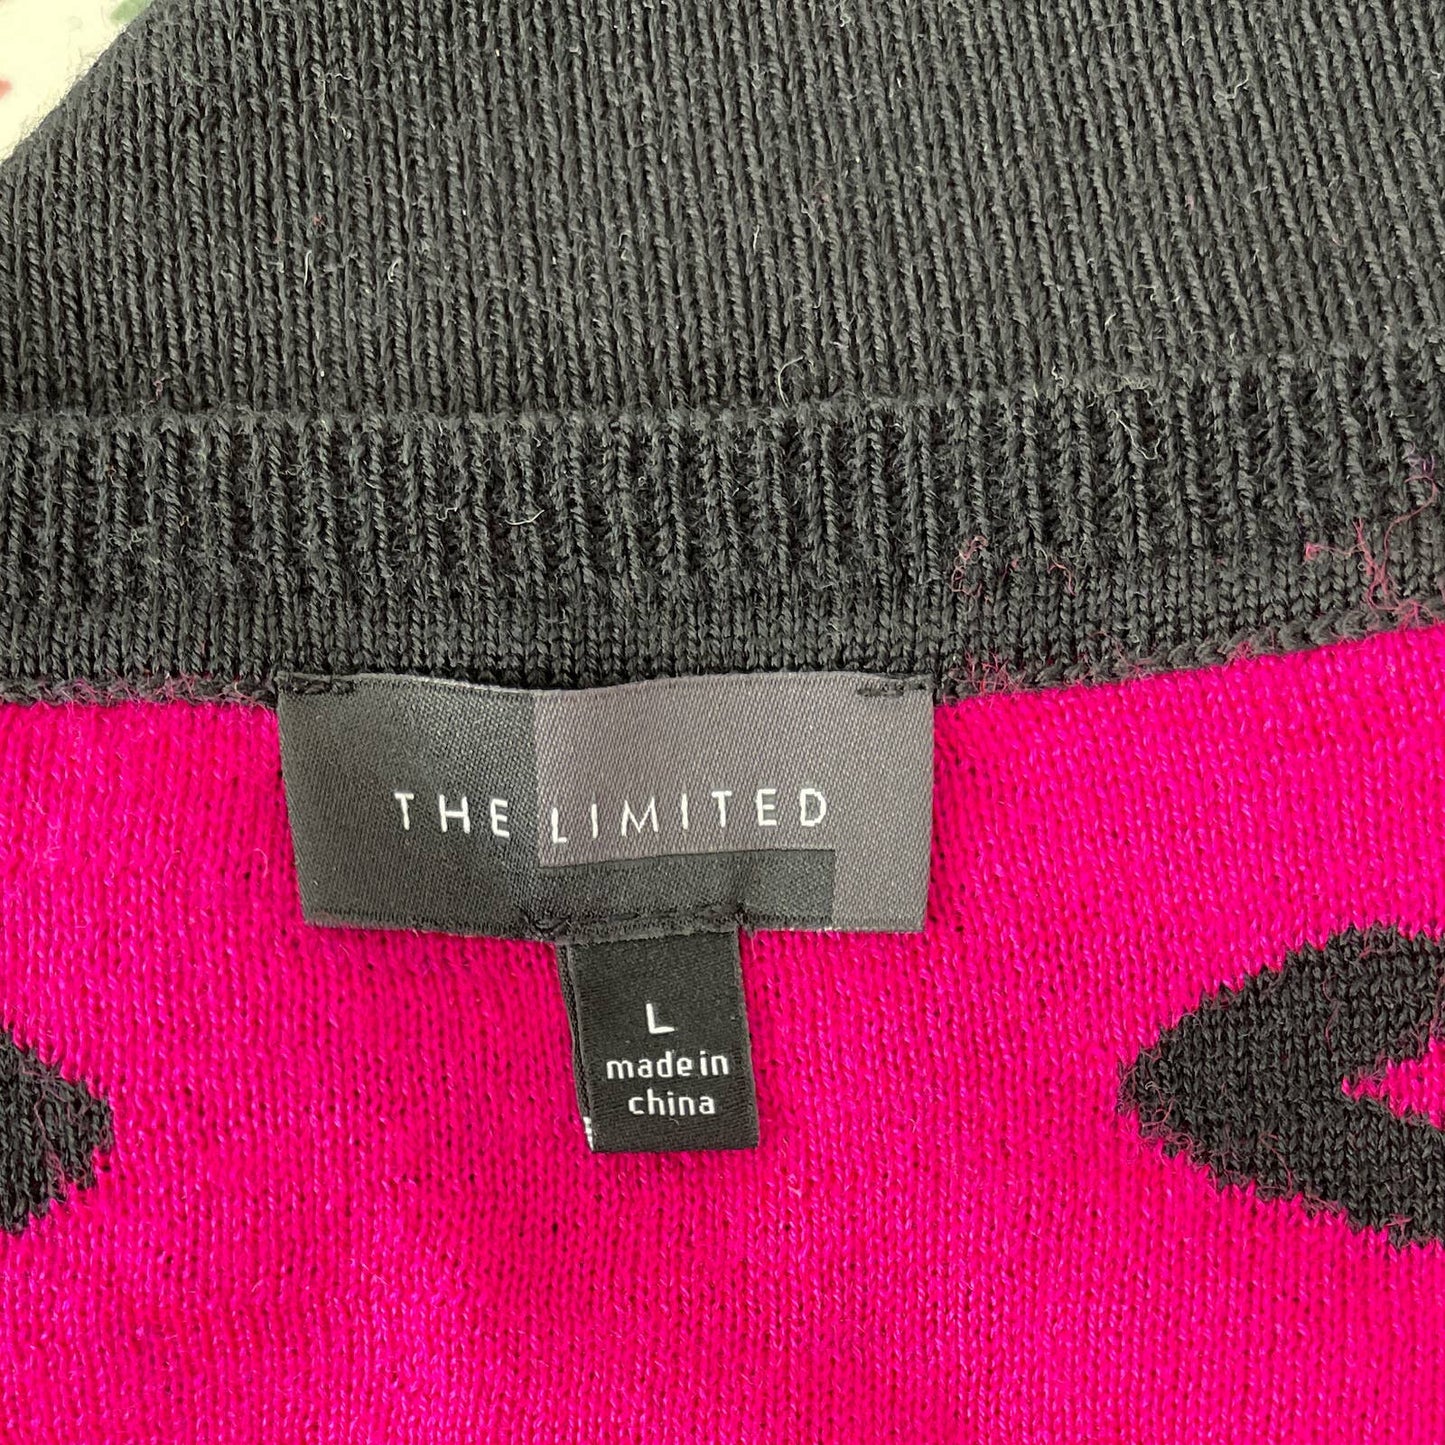 THE LIMITED
L
made in
china